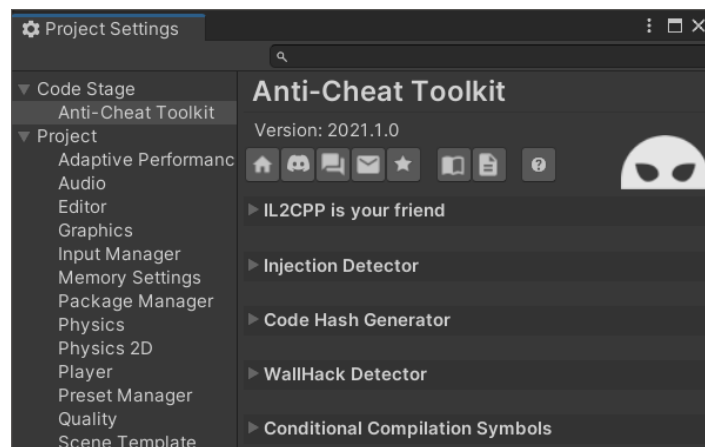 Project Settings
Code Stage
Anti-Cheat Toolkit
Project
Adaptive Performanc
Audio
Editor
Graphics
Input Manager
Memory Settings
Package Manager
Physics
Physics 2D
Player
Preset Manager
Quality
Scene Template
Anti-Cheat Toolkit
Version: 2021.1.0
IL2CPP is your friend
Injection Detector
Code Hash Generator
WallHack Detector
Conditional Compilation Symbols